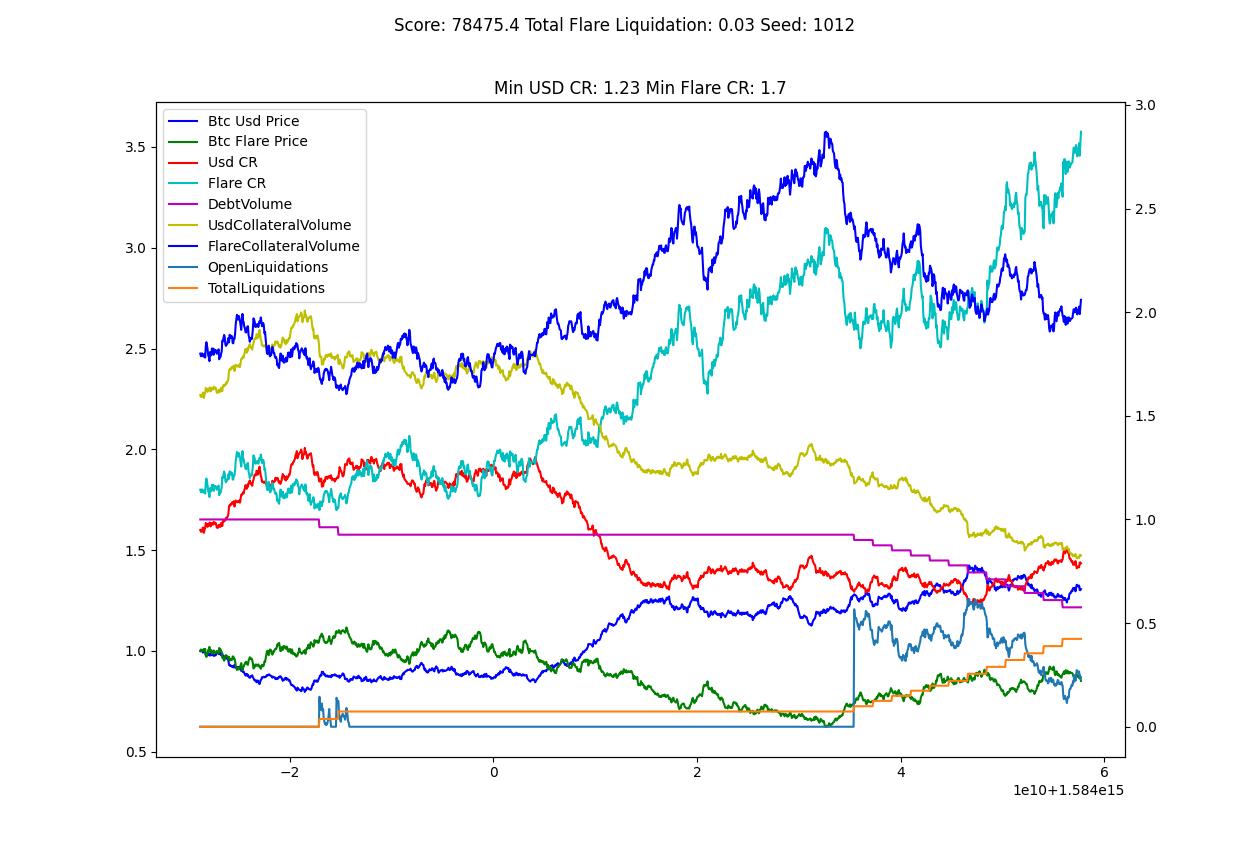 Score: 78475.4 Total Flare Liquidation: 0.03 Seed: 1012
Min USD CR: 1.23 Min Flare CR: 1.7
Btc Usd Price
Btc Flare Price
Usd CR
Flare CR
DebtVolume
UsdCollateralVolume
FlareCollateralVolume
OpenLiquidations
TotalLiquidations
3.5
3.0
2.5
2.0
1.5
1.0
0.5
3.0
2.5
2.0
1.5
1.0
0.5
0.0
−2 0 2 4 6
1e10+1.584e15